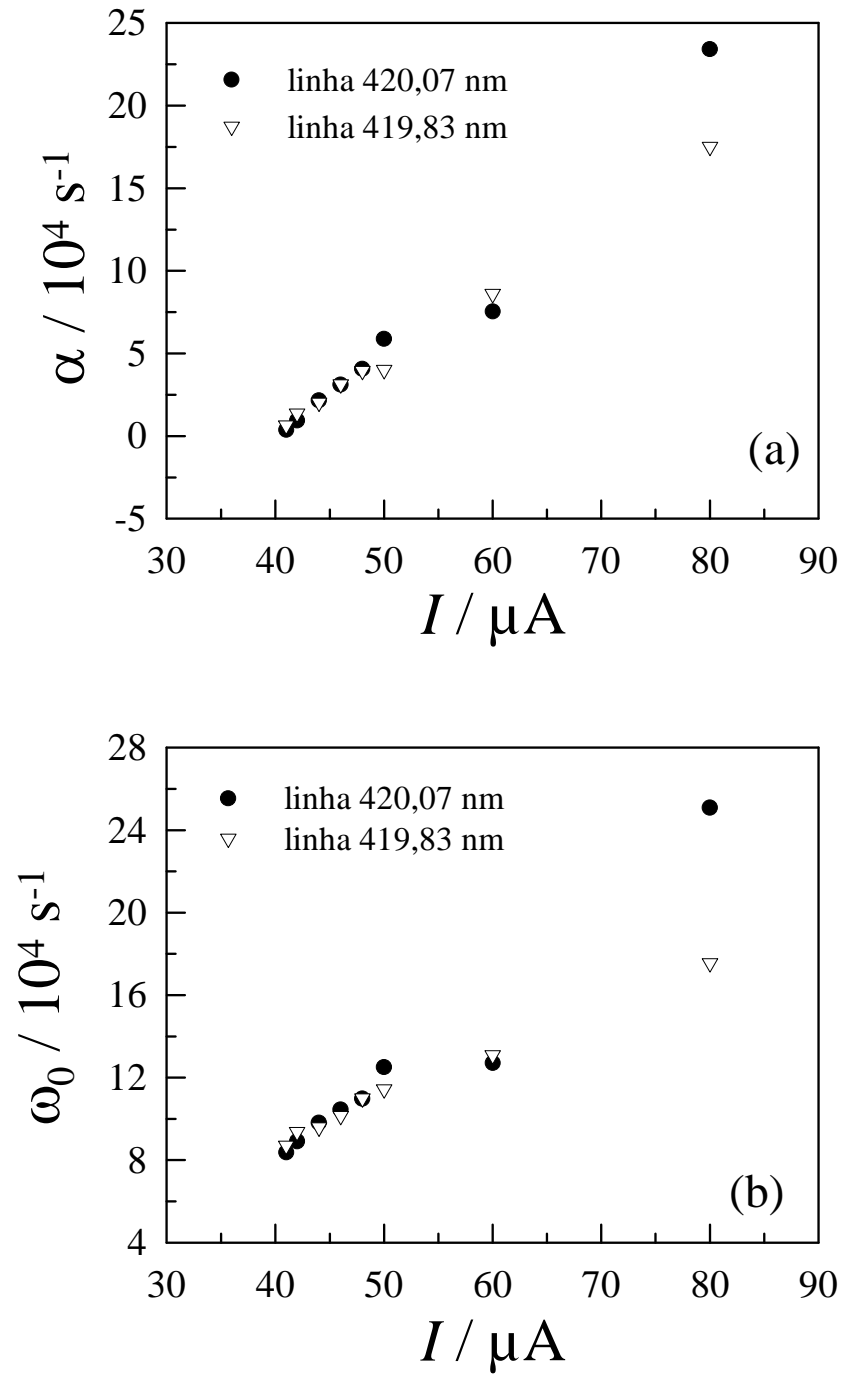 25
20
15
10
5
0
-5
α / 10⁴ s⁻¹
linha 420,07 nm
linha 419,83 nm
(a)
30 40 50 60 70 80 90
I / µA
28
24
20
16
12
8
4
ω₀ / 10⁴ s⁻¹
linha 420,07 nm
linha 419,83 nm
(b)
30 40 50 60 70 80 90
I / µA